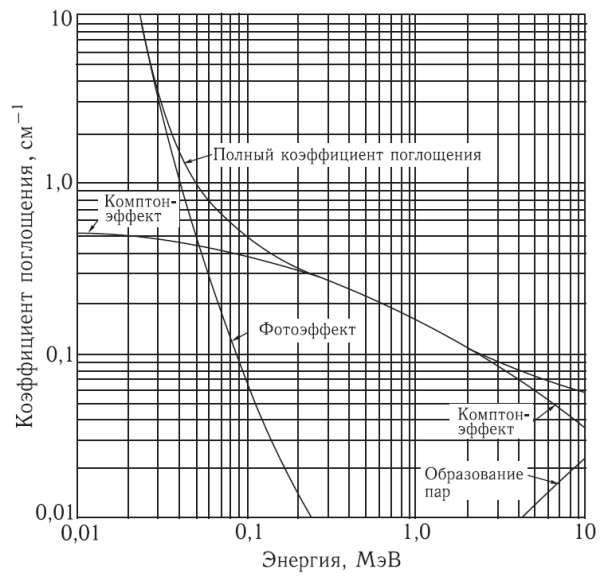 10
Полный коэффициент поглощения
1,0
Комптон-
эффект
Фотоэффект
0,1
Комптон-
эффект
Образование
пар
0,01
0,01
0,1
1,0
10
Энергия, МэВ
Коэффициент поглощения, см⁻¹